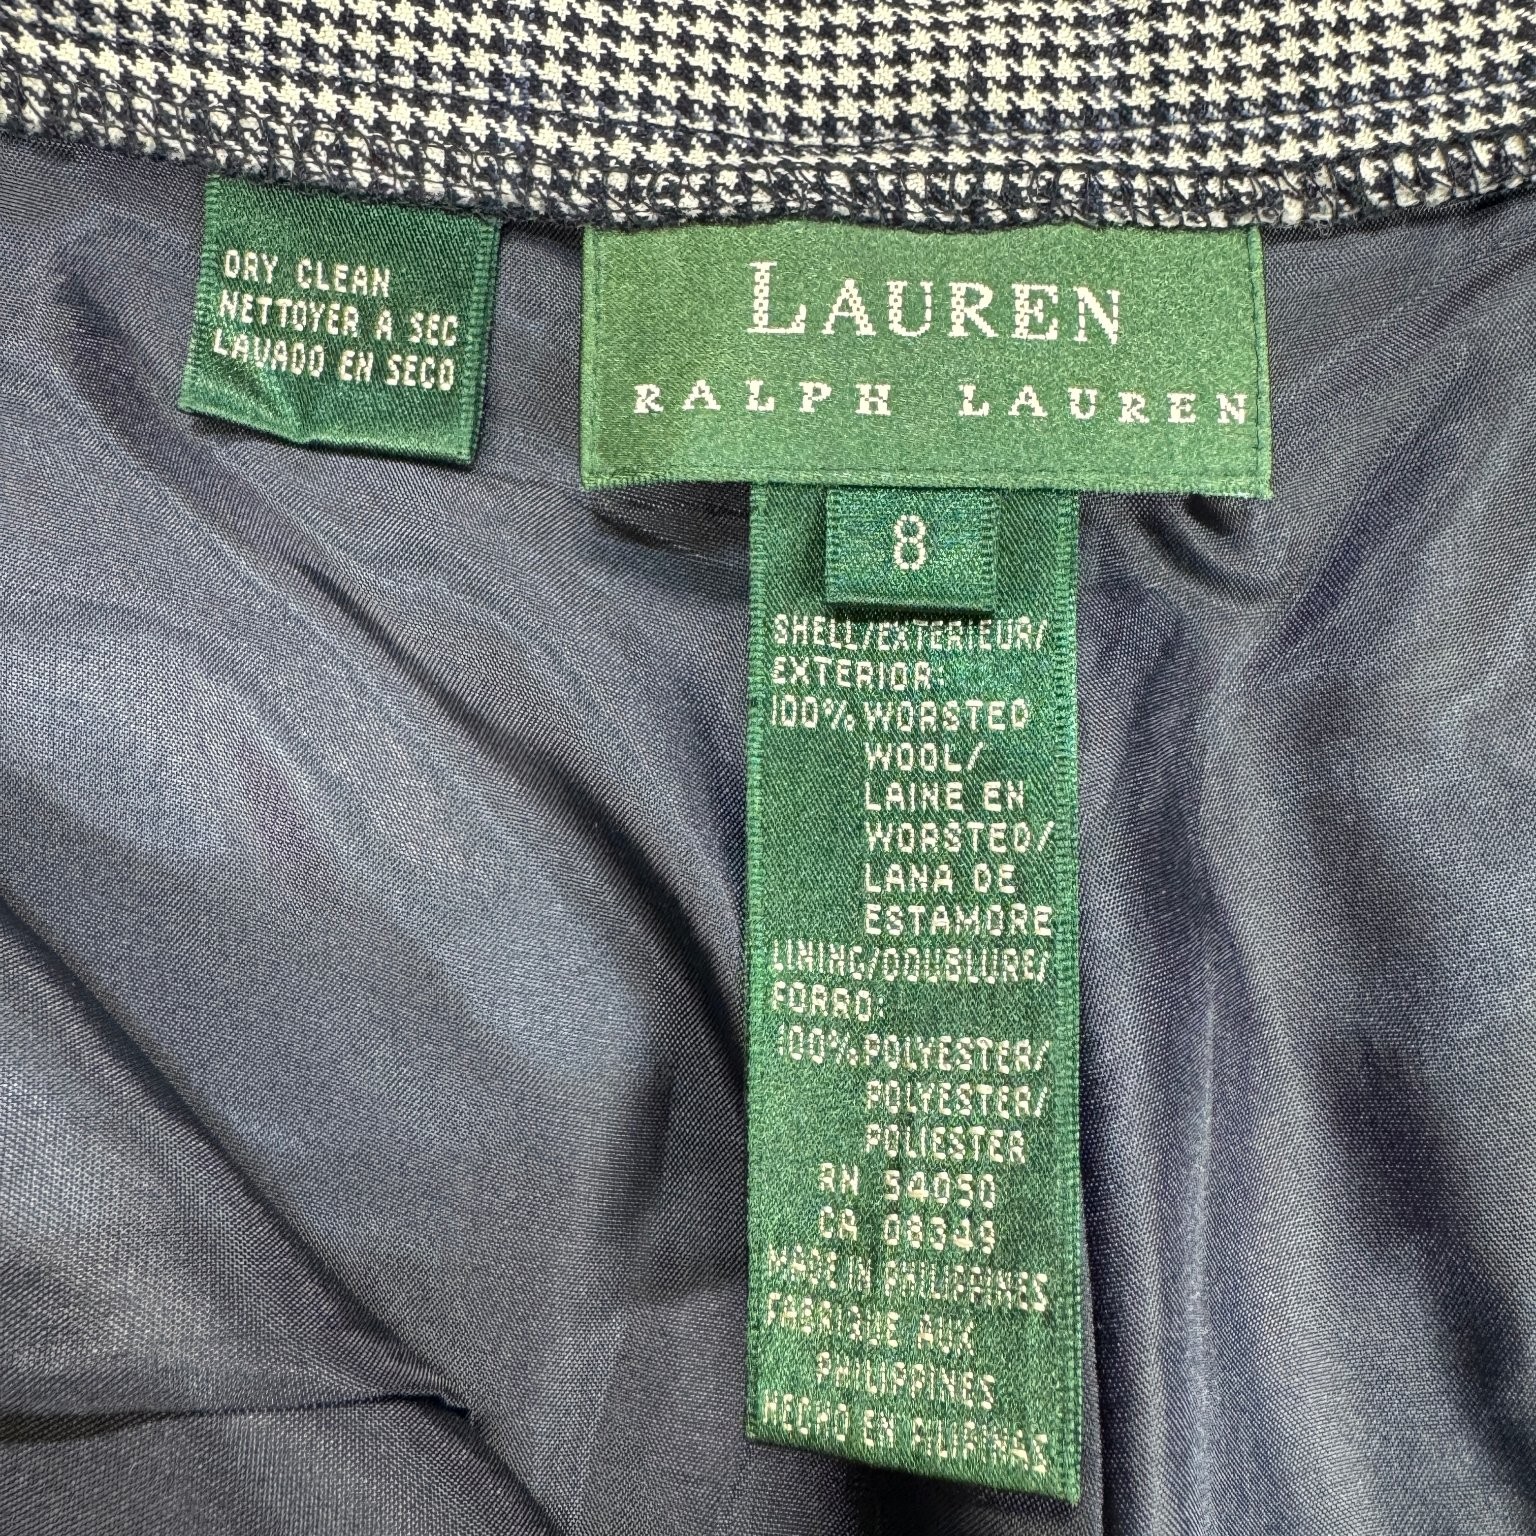 DRY CLEAN
NETTOYER A SEC
LAVADO EN SECO
LAUREN
RALPH LAUREN
8
SHELL/EXTERIEUR/
EXTERIOR:
100% WORSTED
WOOL/
LAINE EN
WORSTED/
LANA DE
ESTAMORE
LINING/DOUBLURE/
FORRO:
100% POLYESTER/
POLYESTER/
POLIESTER
RN 54050
CA 08349
MADE IN PHILIPPINES
FABRIQUE AUX
PHILIPPINES
HECHO EN FILIPINAS